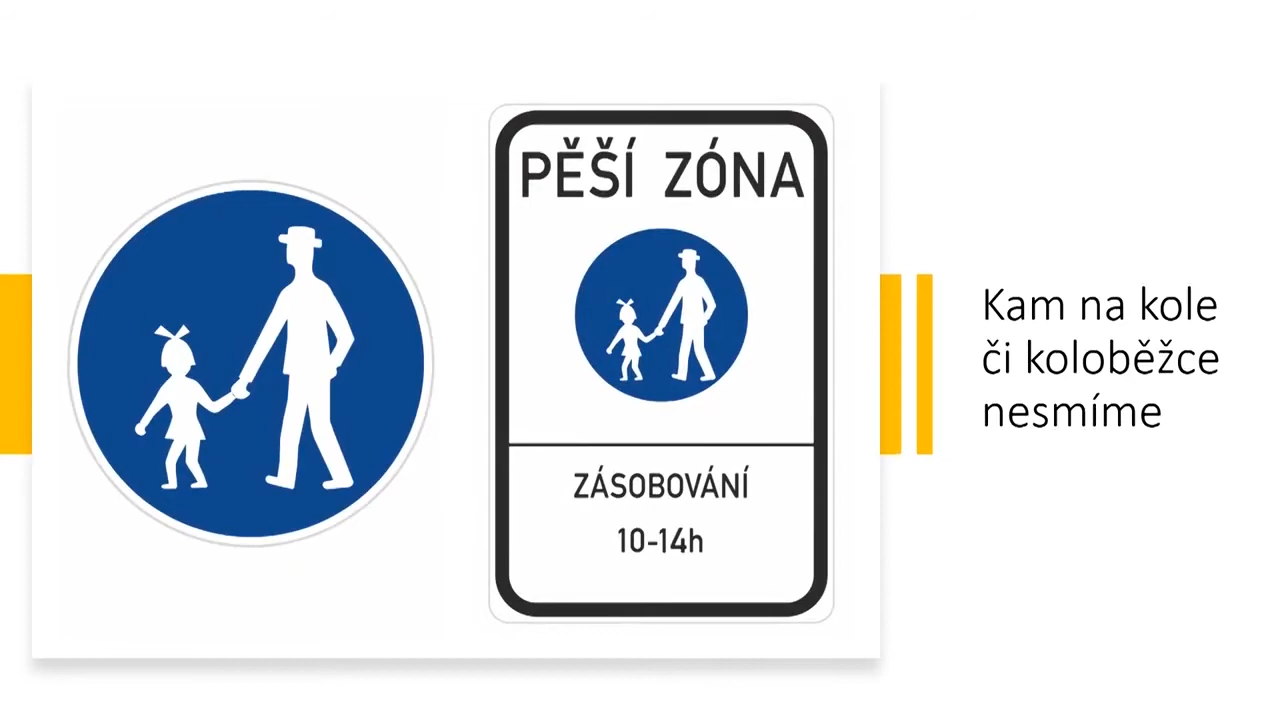 PĚŠÍ ZÓNA
ZÁSOBOVÁNÍ
10-14h
Kam na kole
či koloběžce
nesmíme